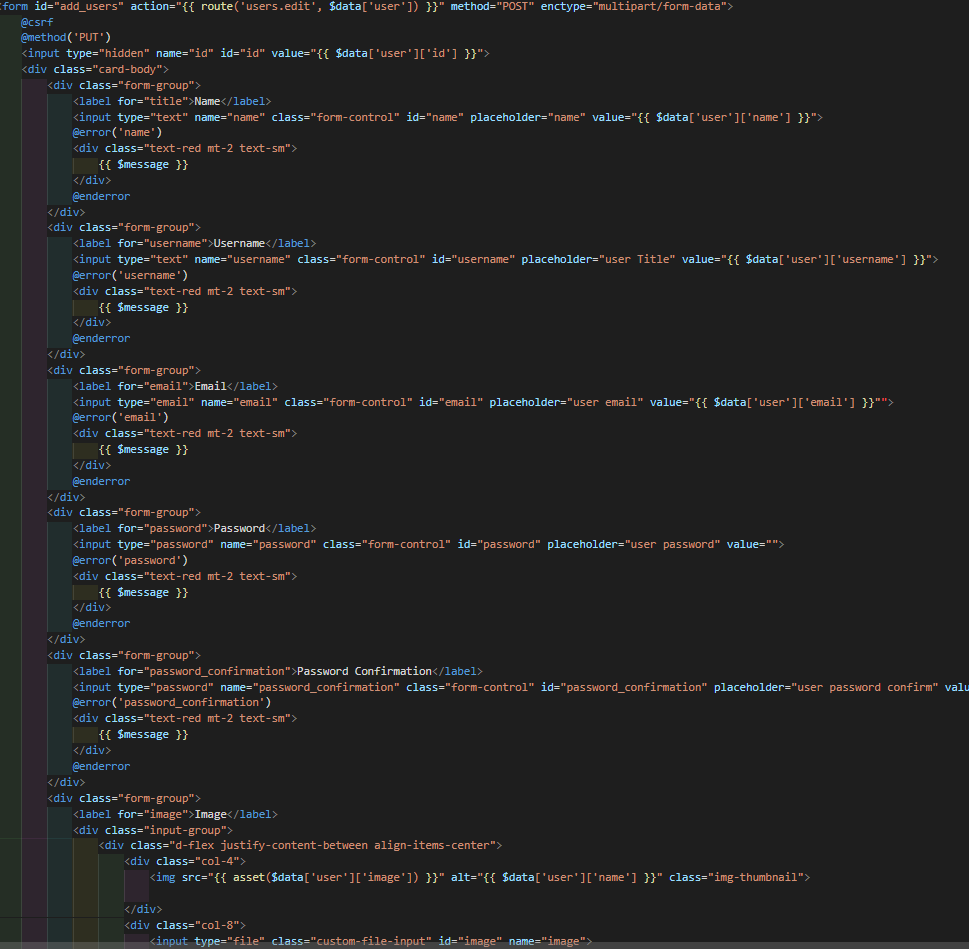 form id="add_users" action="{{ route('users.edit', $data['user']) }}" method="POST" enctype="multipart/form-data">
@csrf
@method('PUT')
<input type="hidden" name="id" id="id" value="{{ $data['user']['id'] }}">
<div class="card-body">
<div class="form-group">
<label for="title">Name</label>
<input type="text" name="name" class="form-control" id="name" placeholder="name" value="{{ $data['user']['name'] }}">
@error('name')
<div class="text-red mt-2 text-sm">
{{ $message }}
</div>
@enderror
</div>
<div class="form-group">
<label for="username">Username</label>
<input type="text" name="username" class="form-control" id="username" placeholder="user Title" value="{{ $data['user']['username'] }}">
@error('username')
<div class="text-red mt-2 text-sm">
{{ $message }}
</div>
@enderror
</div>
<div class="form-group">
<label for="email">Email</label>
<input type="email" name="email" class="form-control" id="email" placeholder="user email" value="{{ $data['user']['email'] }}"">
@error('email')
<div class="text-red mt-2 text-sm">
{{ $message }}
</div>
@enderror
</div>
<div class="form-group">
<label for="password">Password</label>
<input type="password" name="password" class="form-control" id="password" placeholder="user password" value="">
@error('password')
<div class="text-red mt-2 text-sm">
{{ $message }}
</div>
@enderror
</div>
<div class="form-group">
<label for="password_confirmation">Password Confirmation</label>
<input type="password" name="password_confirmation" class="form-control" id="password_confirmation" placeholder="user password confirm" valu
@error('password_confirmation')
<div class="text-red mt-2 text-sm">
{{ $message }}
</div>
@enderror
</div>
<div class="form-group">
<label for="image">Image</label>
<div class="input-group">
<div class="d-flex justify-content-between align-items-center">
<div class="col-4">
<img src="{{ asset($data['user']['image']) }}" alt="{{ $data['user']['name'] }}" class="img-thumbnail">
</div>
<div class="col-8">
<input type="file" class="custom-file-input" id="image" name="image">